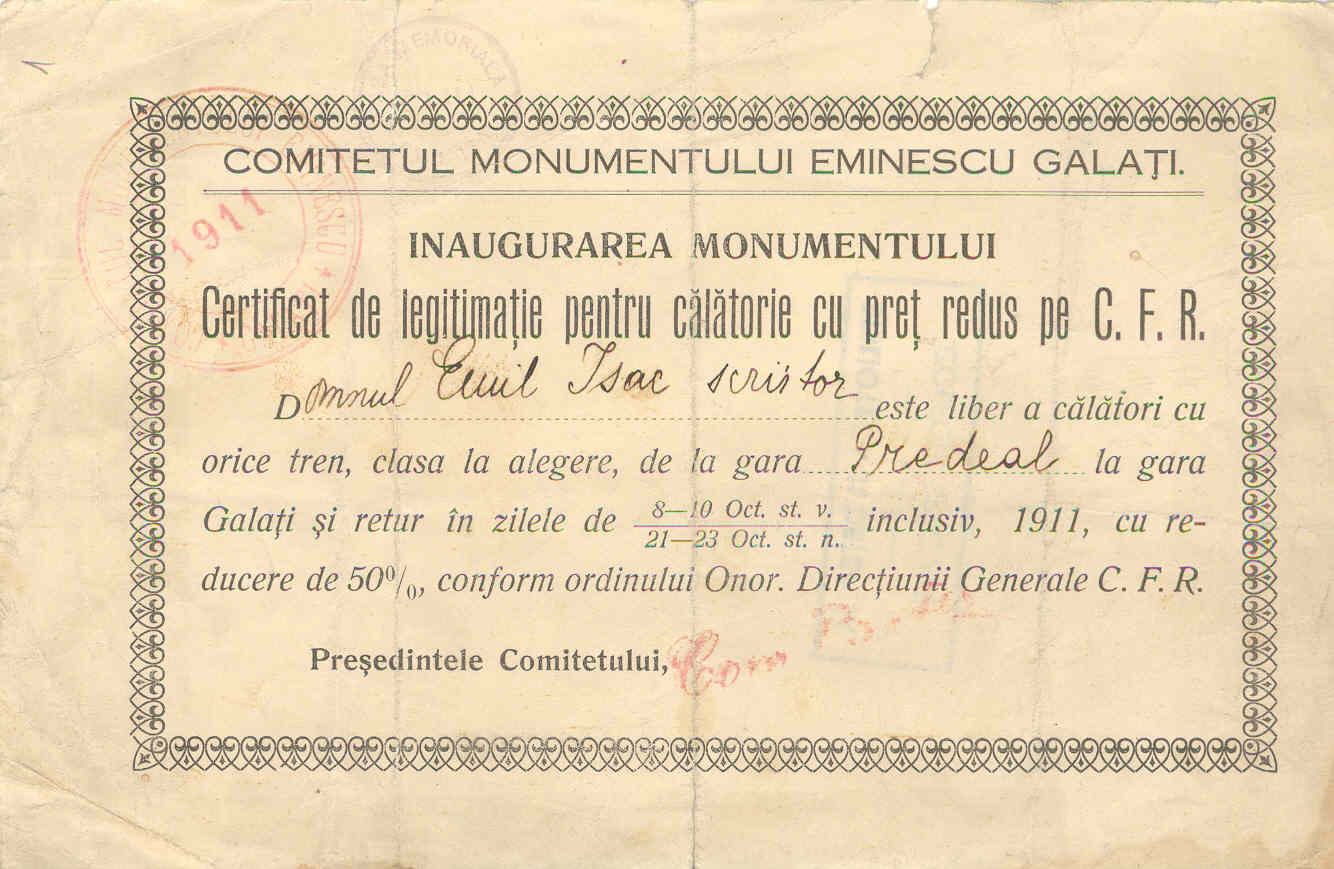 1
MEMORIALĂ
COMITETUL MONUMENTULUI EMINESCU GALAȚI.
1911
INAUGURAREA MONUMENTULUI
Certificat de legitimație pentru călătorie cu preț redus pe C. F. R.
Domnul Emil Isac scriitor este liber a călători cu
orice tren, clasa la alegere, de la gara Predeal la gara
Galați și retur în zilele de 8—10 Oct. st. v. / 21—23 Oct. st. n. inclusiv, 1911, cu re-
ducere de 50%, conform ordinului Onor. Direcțiunii Generale C. F. R.
Președintele Comitetului,